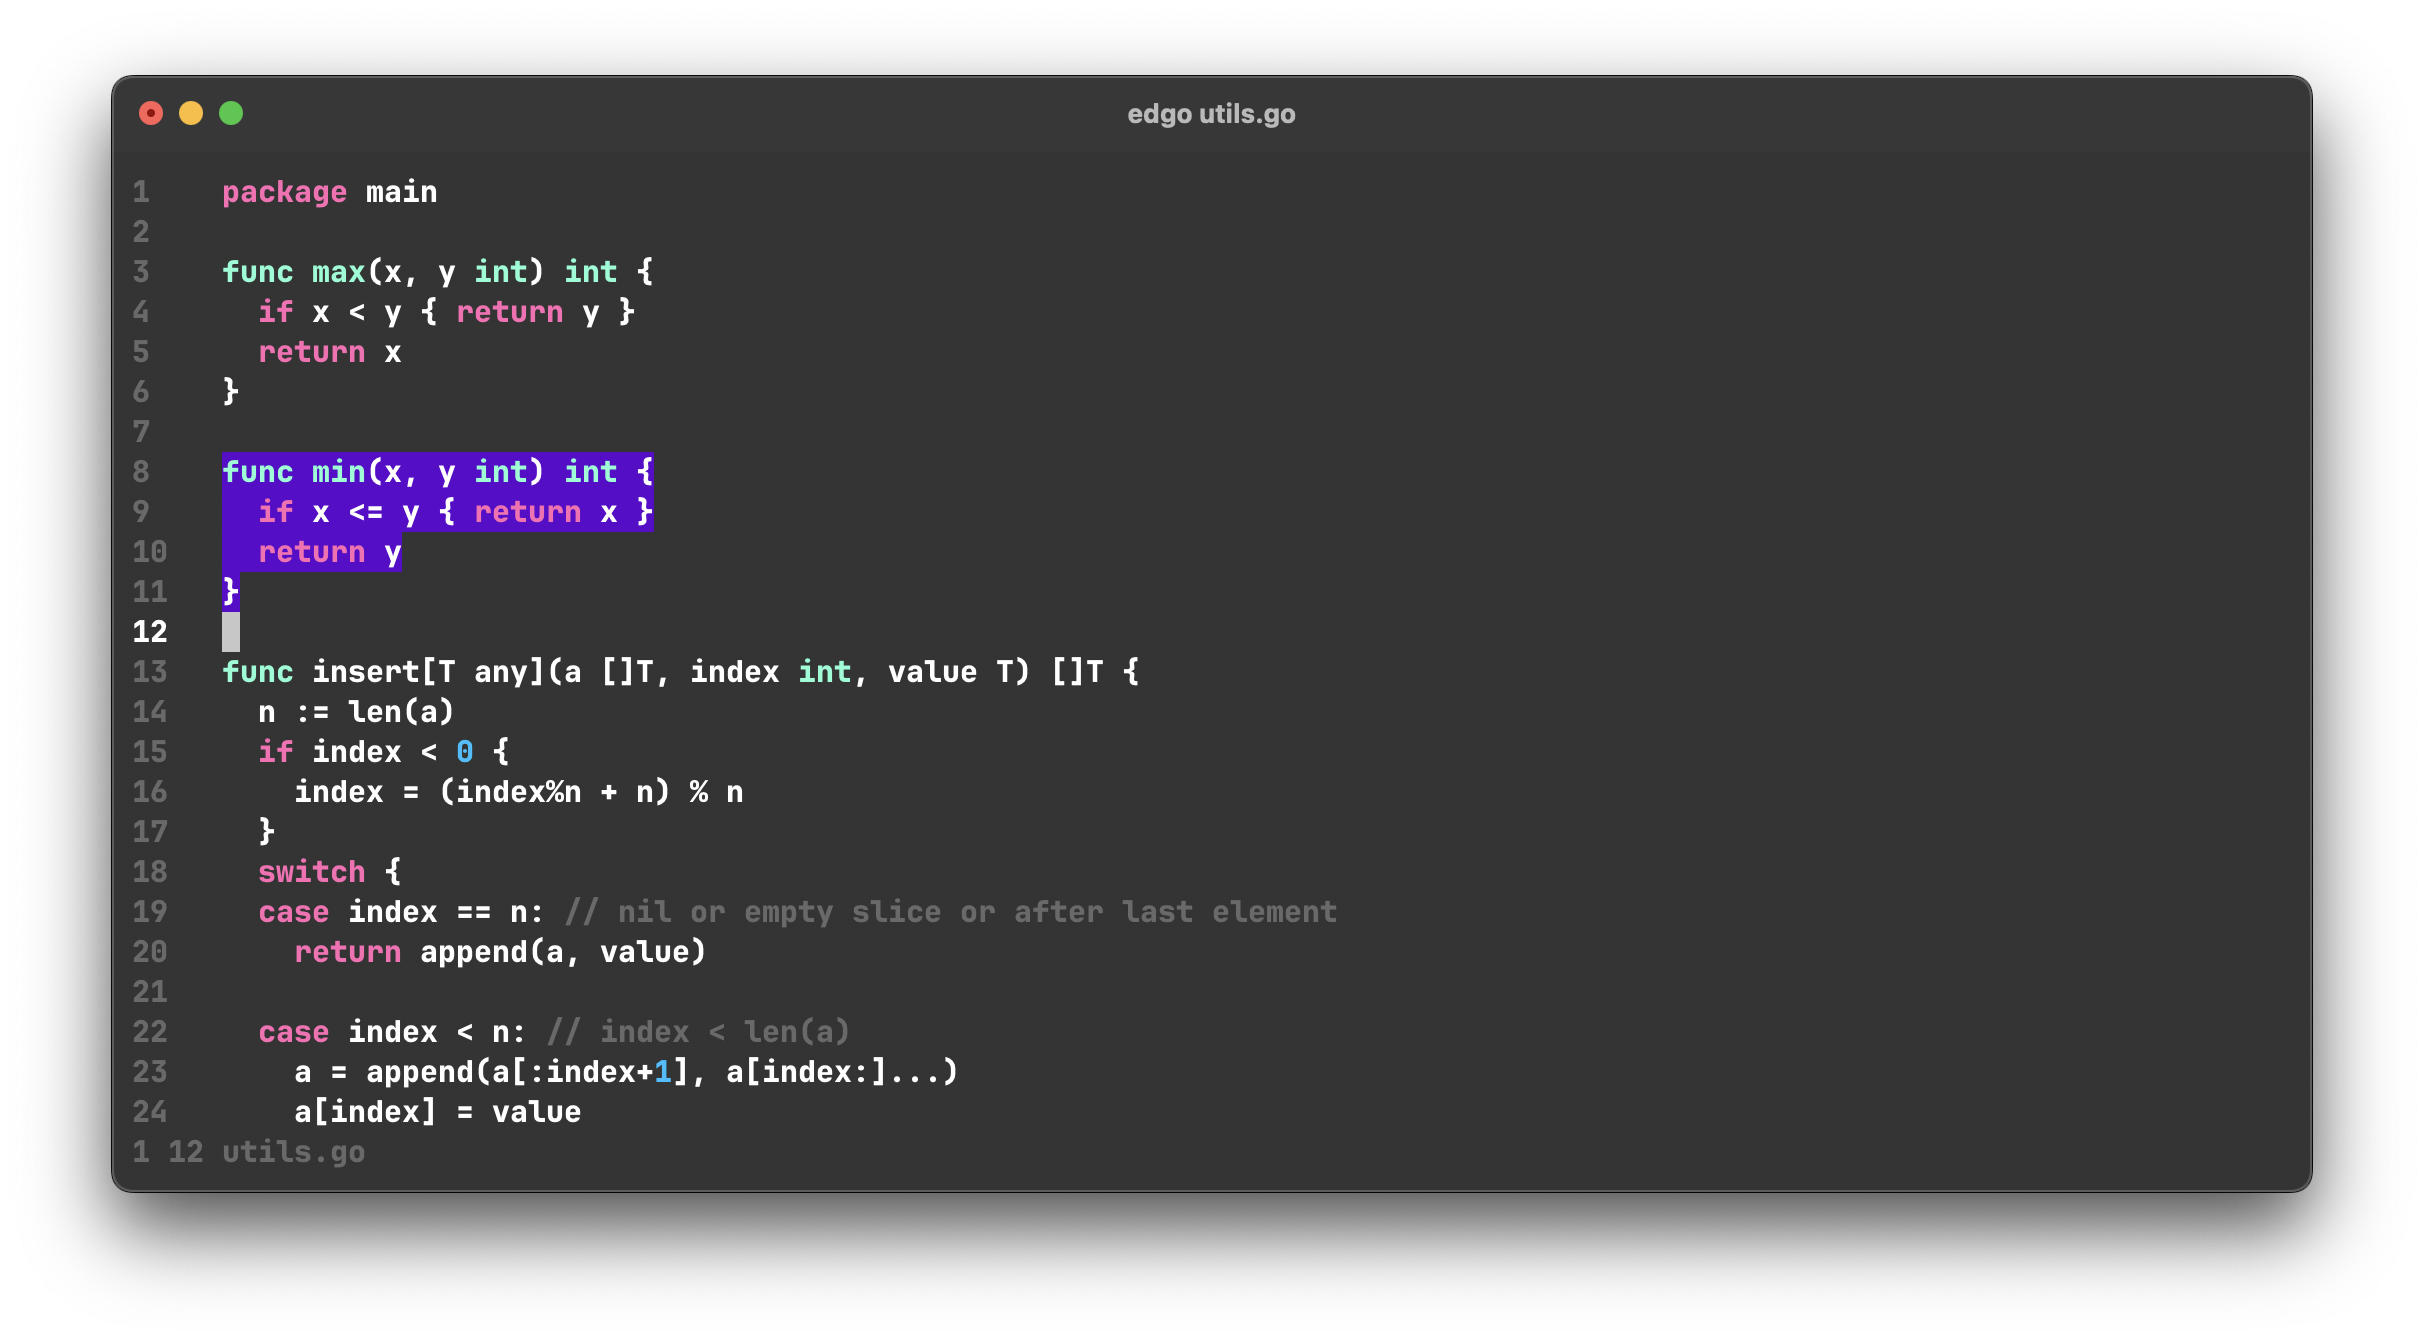 edgo utils.go
1 package main
2
3 func max(x, y int) int {
4   if x < y { return y }
5   return x
6 }
7
8 func min(x, y int) int {
9   if x <= y { return x }
10   return y
11 }
12
13 func insert[T any](a []T, index int, value T) []T {
14   n := len(a)
15   if index < 0 {
16     index = (index%n + n) % n
17   }
18   switch {
19   case index == n: // nil or empty slice or after last element
20     return append(a, value)
21
22   case index < n: // index < len(a)
23     a = append(a[:index+1], a[index:]...)
24     a[index] = value
1 12 utils.go